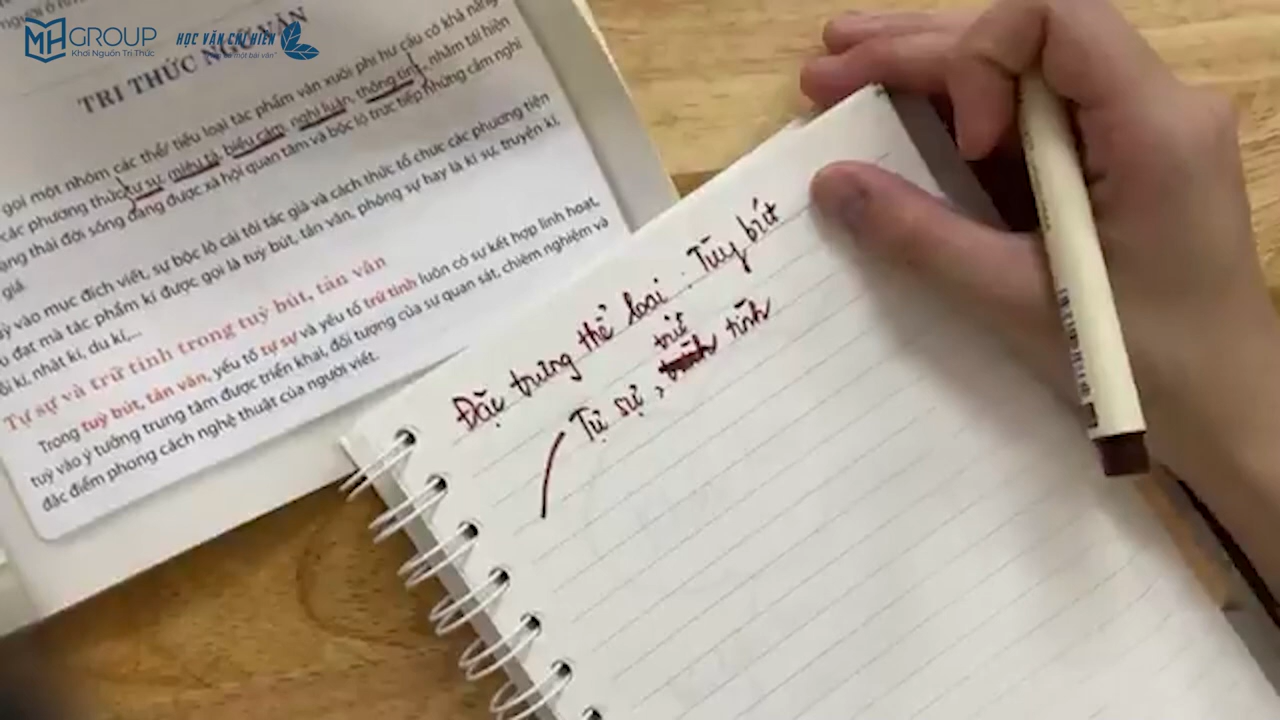 MH GROUP
Khơi Nguồn Tri Thức
HỌC VĂN CHỊ HIÊN
một bài văn"
TRI THỨC NGỮ VĂN
gọi một nhóm các thể/ tiểu loại tác phẩm văn xuôi phi hư cấu có khả năng
các phương thức tự sự, miêu tả, biểu cảm, nghị luận, thông tin,... nhằm tái hiện
ạng thái đời sống đang được xã hội quan tâm và bộc lộ trực tiếp những cảm nghĩ
giả.
uỳ vào mục đích viết, sự bộc lộ cái tôi tác giả và cách thức tổ chức các phương tiện
u đạt mà tác phẩm kí được gọi là tuỳ bút, tản văn, phóng sự hay là kí sự, truyện kí,
ồi kí, nhật kí, du kí,...
Tự sự và trữ tình trong tuỳ bút, tản văn
Trong tuỳ bút, tản văn, yếu tố tự sự và yếu tố trữ tình luôn có sự kết hợp linh hoạt,
tuỳ vào ý tưởng trung tâm được triển khai, đối tượng của sự quan sát, chiêm nghiệm và
đặc điểm phong cách nghệ thuật của người viết.
Đặc trưng thể loại : Tùy bút
Tự sự, trữ tình